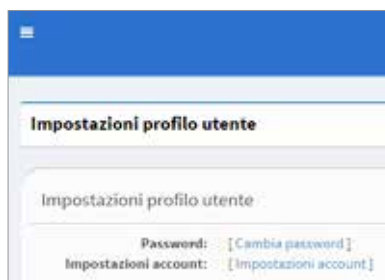 Impostazioni profilo utente
Impostazioni profilo utente
Password: [ Cambia password ]
Impostazioni account: [ Impostazioni account ]